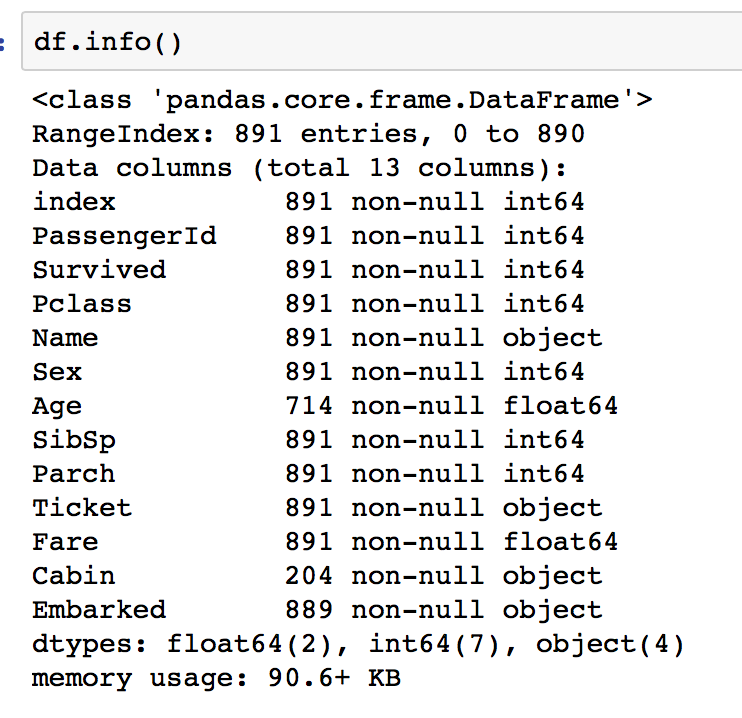 :
df.info()
<class 'pandas.core.frame.DataFrame'>
RangeIndex: 891 entries, 0 to 890
Data columns (total 13 columns):
index          891 non-null int64
PassengerId    891 non-null int64
Survived       891 non-null int64
Pclass         891 non-null int64
Name           891 non-null object
Sex            891 non-null int64
Age            714 non-null float64
SibSp          891 non-null int64
Parch          891 non-null int64
Ticket         891 non-null object
Fare           891 non-null float64
Cabin          204 non-null object
Embarked       889 non-null object
dtypes: float64(2), int64(7), object(4)
memory usage: 90.6+ KB